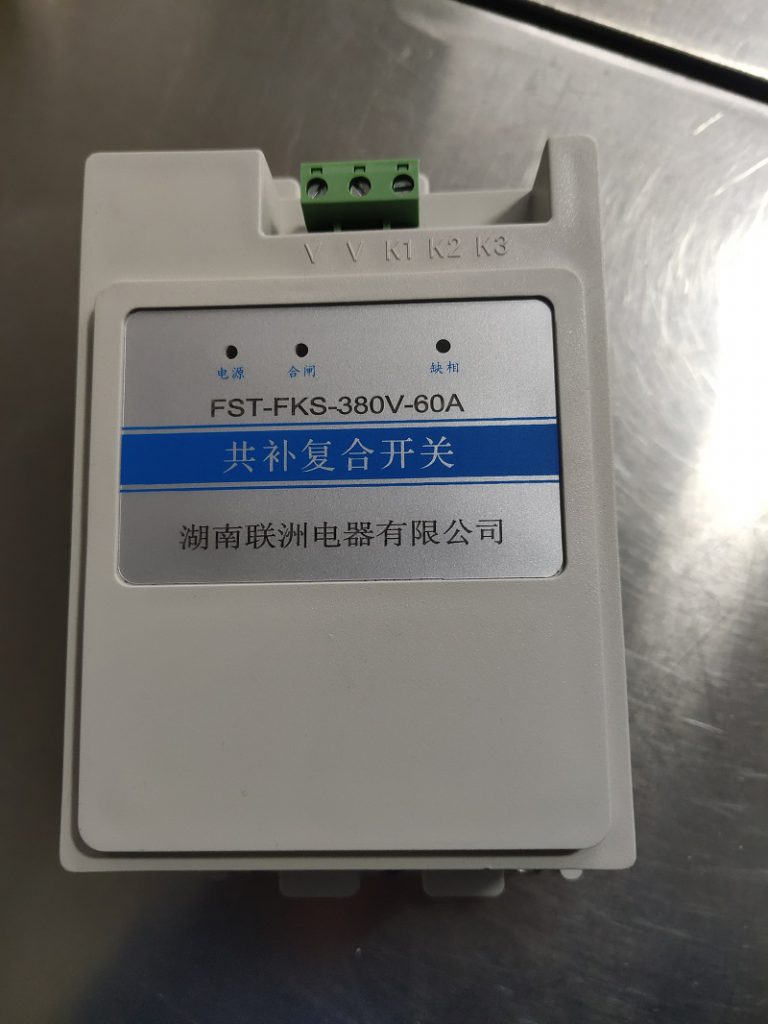 V V K1 K2 K3
电源 合闸 缺相
FST-FKS-380V-60A
共补复合开关
湖南联洲电器有限公司